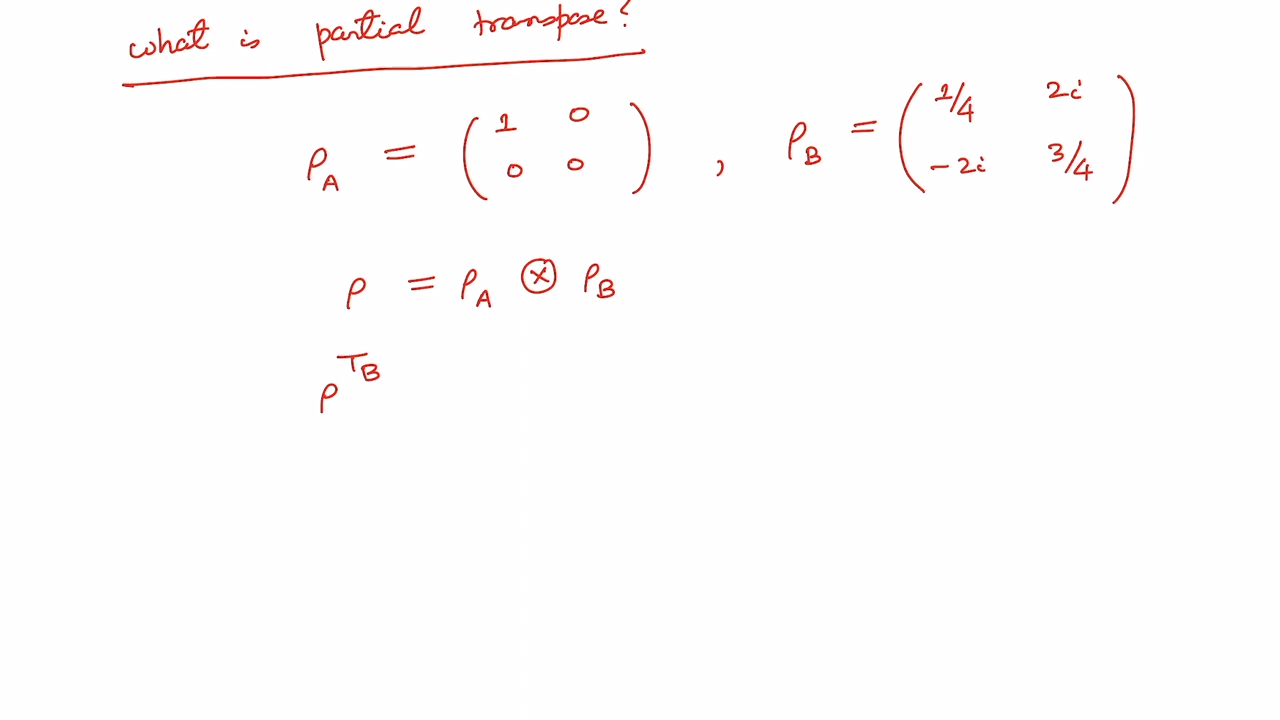 what is partial transpose?
ρ_A = ( 1 0 ; 0 0 ) , ρ_B = ( 1/4 2i ; -2i 3/4 )
ρ = ρ_A ⊗ ρ_B
ρ^{T_B}